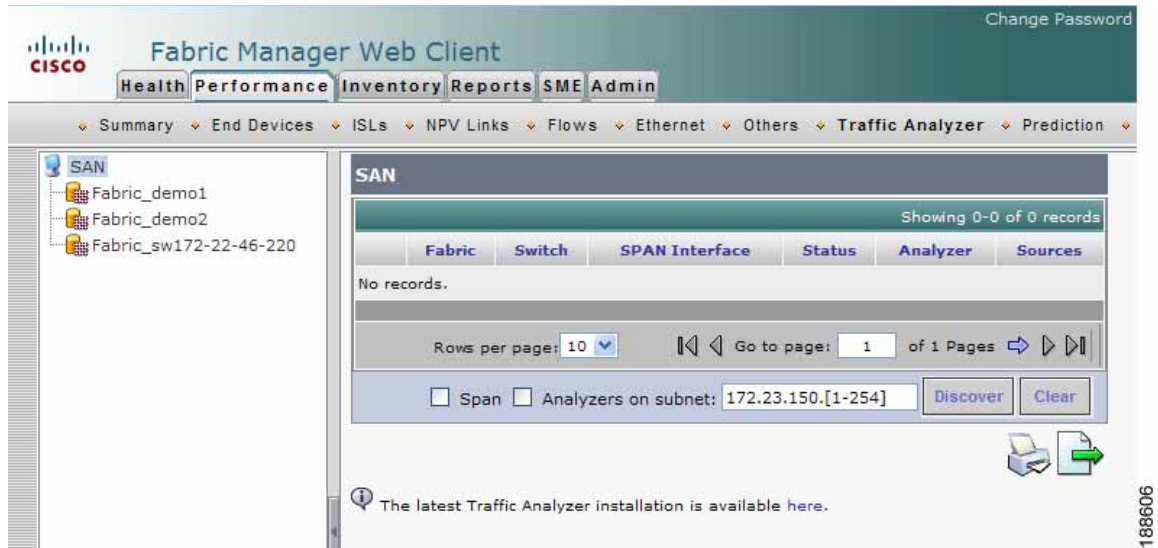 Change Password
CISCO
Fabric Manager Web Client
Health Performance Inventory Reports SME Admin
Summary End Devices ISLs NPV Links Flows Ethernet Others Traffic Analyzer Prediction
SAN
Fabric_demo1
Fabric_demo2
Fabric_sw172-22-46-220
SAN
Showing 0-0 of 0 records
Fabric Switch SPAN Interface Status Analyzer Sources
No records.
Rows per page: 10 Go to page: 1 of 1 Pages
Span Analyzers on subnet: 172.23.150.[1-254] Discover Clear
The latest Traffic Analyzer installation is available here.
188606